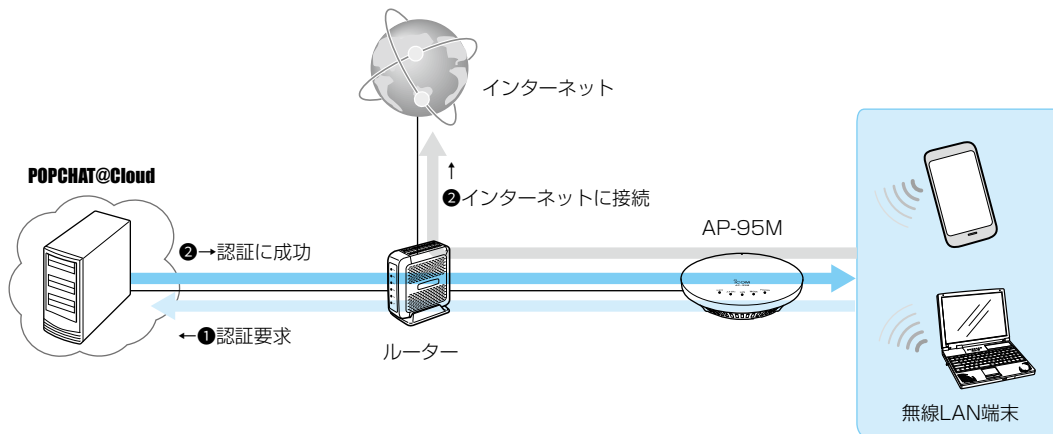 インターネット
POPCHAT@Cloud
↑
❷インターネットに接続
AP-95M
❷→認証に成功
ICOM
←❶認証要求
ルーター
無線LAN端末